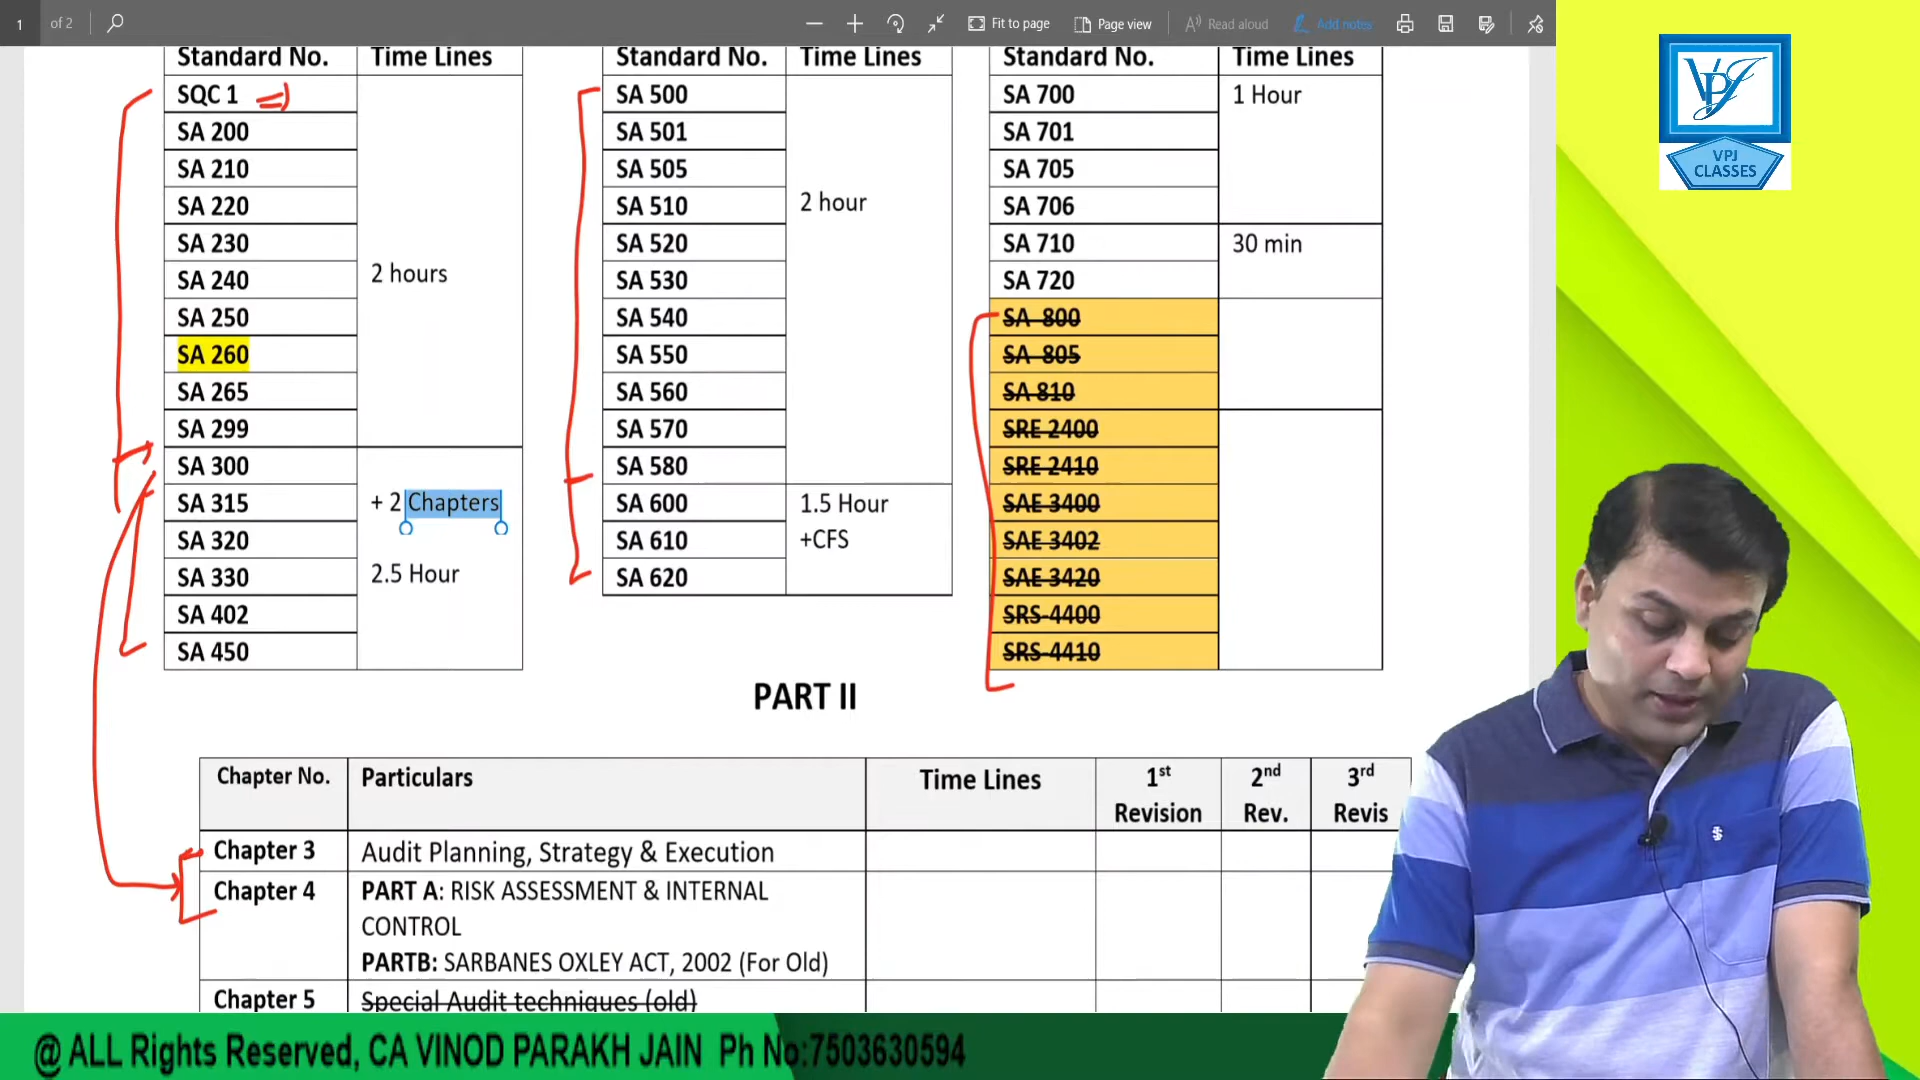 1 of 2 Fit to page Page view Read aloud Add notes
Standard No. Time Lines
SQC 1
SA 200
SA 210
SA 220
SA 230
SA 240
SA 250
SA 260
SA 265
SA 299
2 hours
SA 300
SA 315
SA 320
SA 330
SA 402
SA 450
+ 2 Chapters
2.5 Hour
Standard No. Time Lines
SA 500
SA 501
SA 505
SA 510
SA 520
SA 530
SA 540
SA 550
SA 560
SA 570
SA 580
2 hour
SA 600
SA 610
SA 620
1.5 Hour
+CFS
Standard No. Time Lines
SA 700 1 Hour
SA 701
SA 705
SA 706
SA 710 30 min
SA 720
SA 800
SA 805
SA 810
SRE 2400
SRE 2410
SAE 3400
SAE 3402
SAE 3420
SRS-4400
SRS-4410
PART II
Chapter No. Particulars Time Lines 1st Revision 2nd Rev. 3rd Revis
Chapter 3 Audit Planning, Strategy & Execution
Chapter 4 PART A: RISK ASSESSMENT & INTERNAL
CONTROL
PARTB: SARBANES OXLEY ACT, 2002 (For Old)
Chapter 5 Special Audit techniques (old)
VPJ
VPJ
CLASSES
@ ALL Rights Reserved, CA VINOD PARAKH JAIN Ph No:7503630594